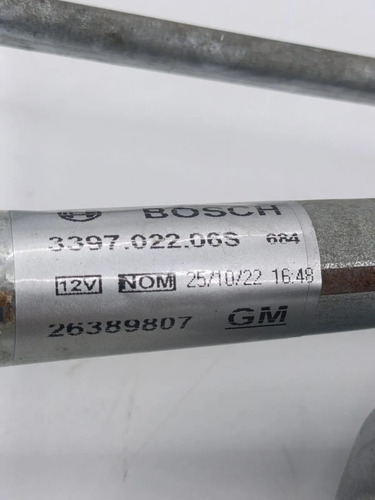 BOSCH
3397.022.06S 684
12V NOM 25/10/22 16:48
26389807 GM